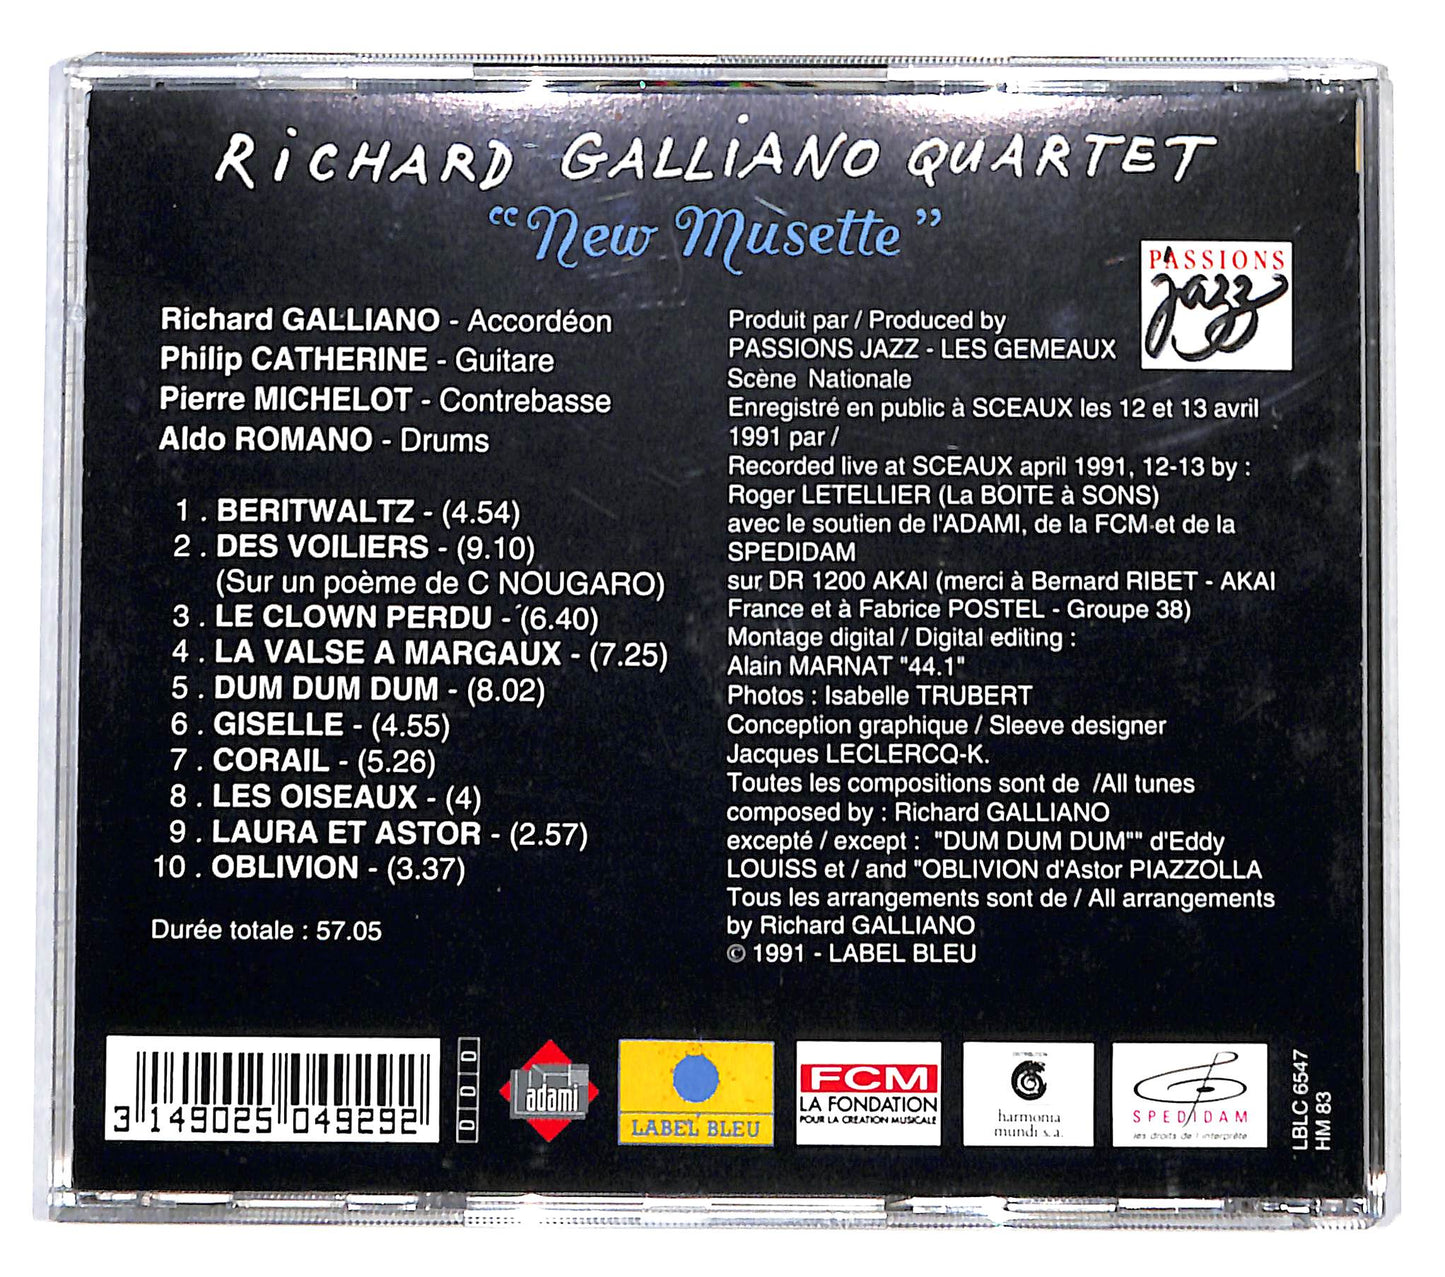 RiCHARD GALLiANO QUARTET
“New Musette”
PASSIONS
Jazz
Richard GALLIANO - Accordéon
Philip CATHERINE - Guitare
Pierre MICHELOT - Contrebasse
Aldo ROMANO - Drums
1 . BERITWALTZ - (4.54)
2 . DES VOILIERS - (9.10)
(Sur un poème de C NOUGARO)
3 . LE CLOWN PERDU - (6.40)
4 . LA VALSE A MARGAUX - (7.25)
5 . DUM DUM DUM - (8.02)
6 . GISELLE - (4.55)
7 . CORAIL - (5.26)
8 . LES OISEAUX - (4)
9 . LAURA ET ASTOR - (2.57)
10 . OBLIVION - (3.37)
Durée totale : 57.05
Produit par / Produced by
PASSIONS JAZZ - LES GEMEAUX
Scène Nationale
Enregistré en public à SCEAUX les 12 et 13 avril
1991 par /
Recorded live at SCEAUX april 1991, 12-13 by :
Roger LETELLIER (La BOITE à SONS)
avec le soutien de l'ADAMI, de la FCM et de la
SPEDIDAM
sur DR 1200 AKAI (merci à Bernard RIBET - AKAI
France et à Fabrice POSTEL - Groupe 38)
Montage digital / Digital editing :
Alain MARNAT "44.1"
Photos : Isabelle TRUBERT
Conception graphique / Sleeve designer
Jacques LECLERCQ-K.
Toutes les compositions sont de /All tunes
composed by : Richard GALLIANO
excepté / except : "DUM DUM DUM"" d'Eddy
LOUISS et / and "OBLIVION d'Astor PIAZZOLLA
Tous les arrangements sont de / All arrangements
by Richard GALLIANO
© 1991 - LABEL BLEU
3 149025 049292
D D D
adami
LABEL BLEU
FCM
LA FONDATION
POUR LA CRÉATION MUSICALE
DISTRIBUTION
harmonia
mundi s.a.
SPEDIDAM
les droits de l'interprète
LBLC 6547
HM 83